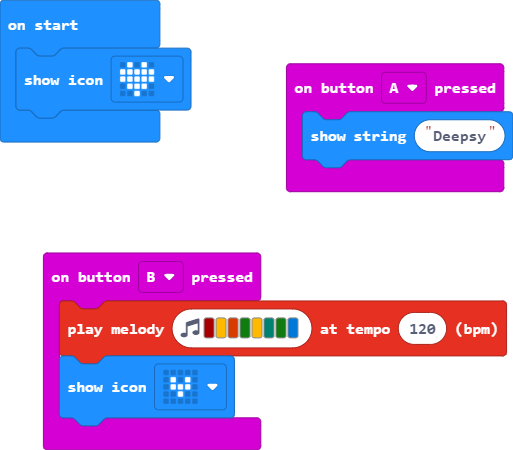 on start
show icon
on button A pressed
show string "Deepsy"
on button B pressed
play melody at tempo 120 (bpm)
show icon